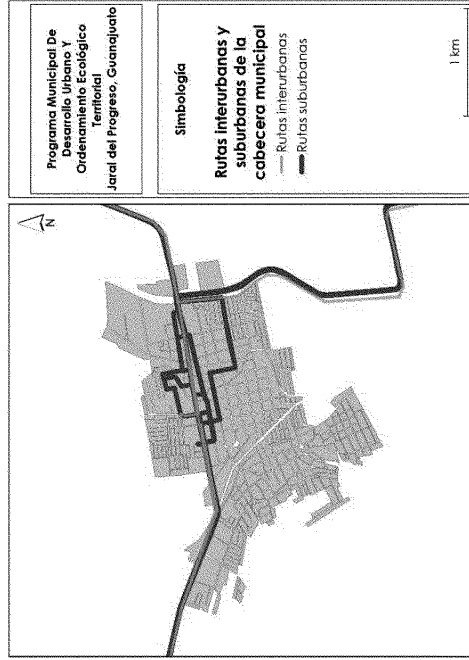 Programa Municipal De
Desarrollo Urbano Y
Ordenamiento Ecológico
Territorial
Jaral del Progreso, Guanajuato
Simbología
Rutas interurbanas y
suburbanas de la
cabecera municipal
Rutas interurbanas
Rutas suburbanas
1 km
N